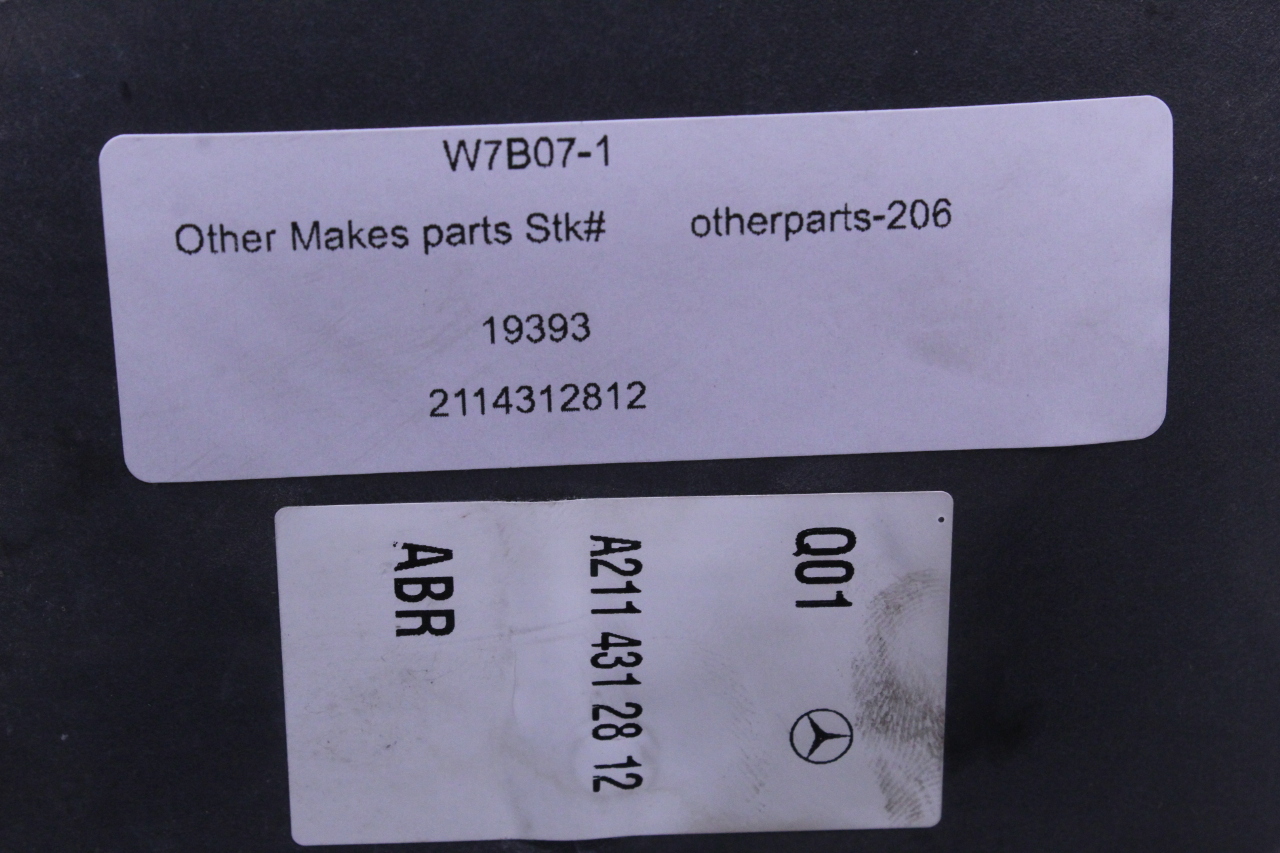 W7B07-1
Other Makes parts Stk# otherparts-206
19393
2114312812
Q01
A211 431 28 12
ABR